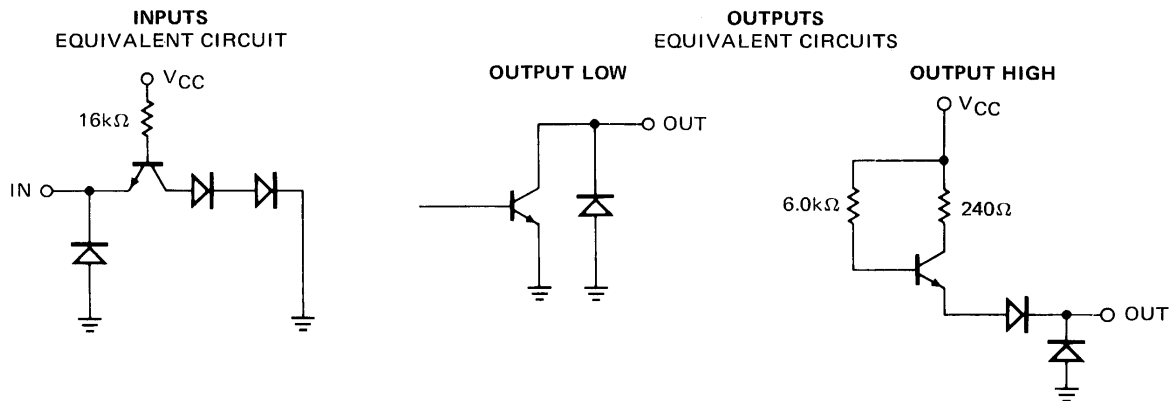 INPUTS
EQUIVALENT CIRCUIT
OUTPUTS
EQUIVALENT CIRCUITS
OUTPUT LOW
OUTPUT HIGH
VCC
16kΩ
IN
OUT
VCC
6.0kΩ
240Ω
OUT